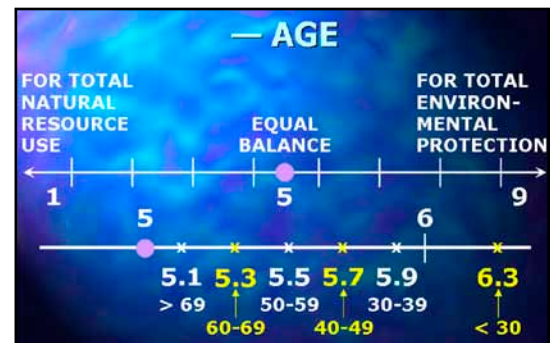 — AGE
FOR TOTAL
NATURAL
RESOURCE
USE
EQUAL
BALANCE
FOR TOTAL
ENVIRON-
MENTAL
PROTECTION
1 5 9
5 6
5.1 5.3 5.5 5.7 5.9 6.3
> 69 50-59 30-39
60-69 40-49 < 30